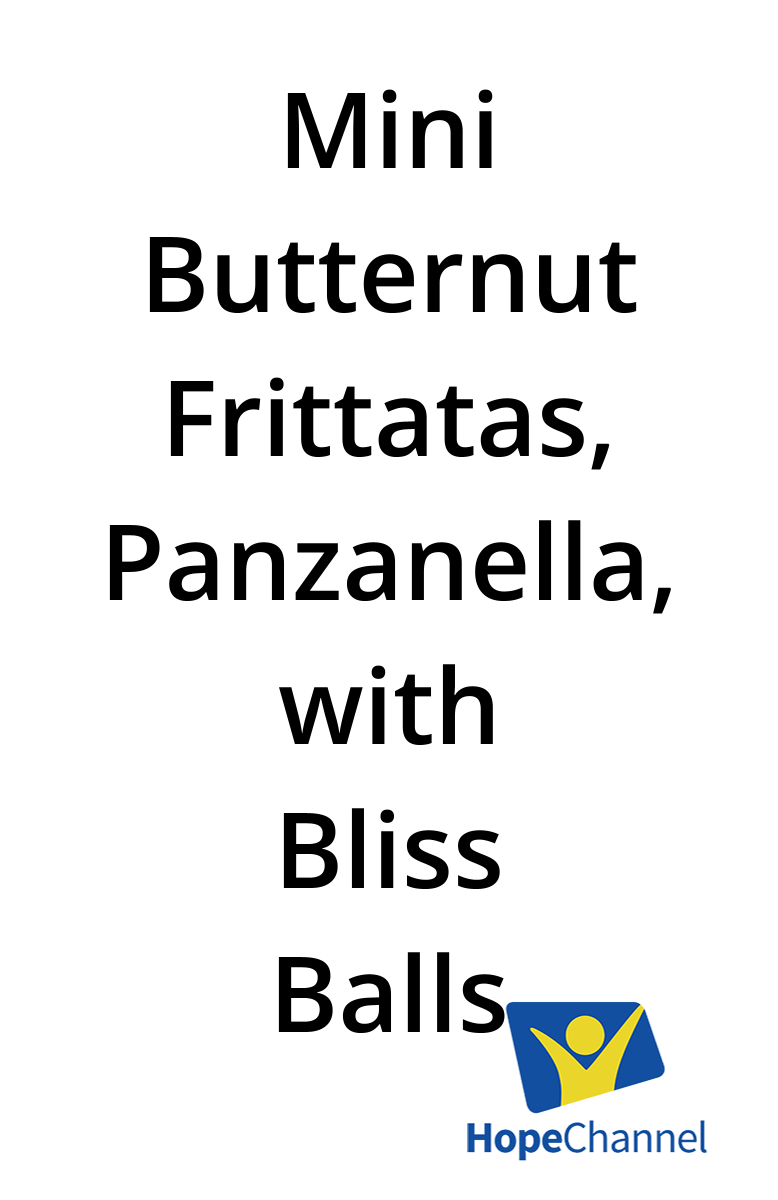 Mini
Butternut
Frittatas,
Panzanella,
with
Bliss
Balls
HopeChannel